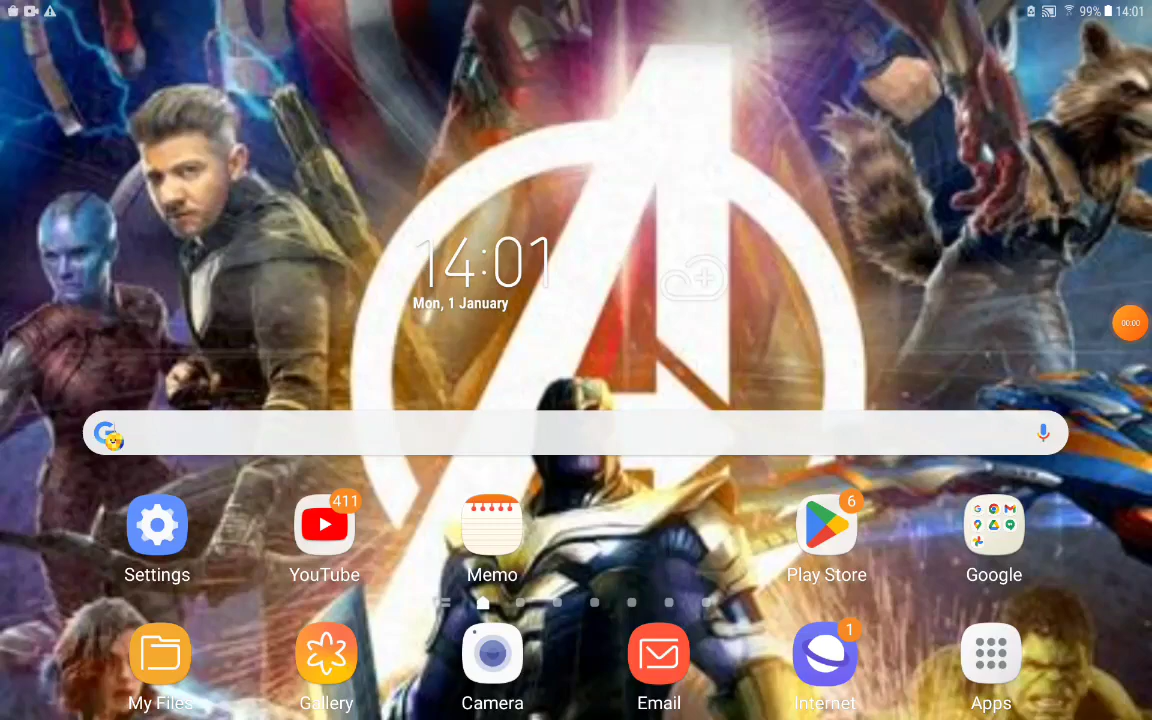 99% 14:01
14:01
Mon, 1 January
00:00
411
6
Settings
YouTube
Memo
Play Store
Google
1
My Files
Gallery
Camera
Email
Internet
Apps